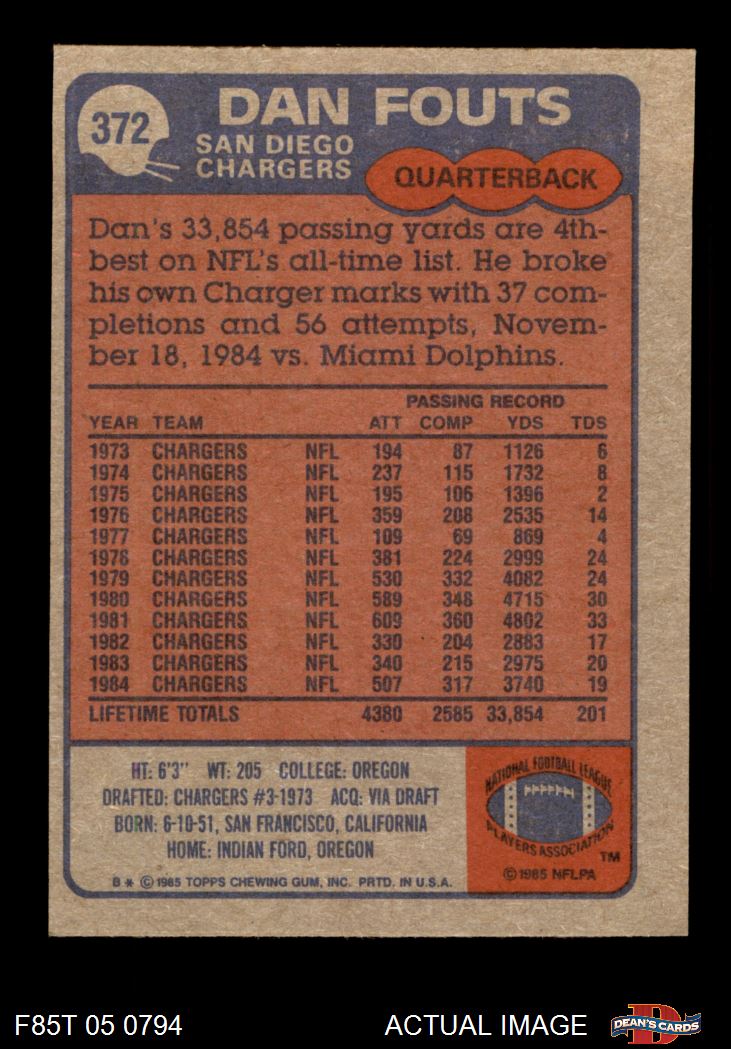 372
DAN FOUTS
SAN DIEGO
CHARGERS
QUARTERBACK
Dan's 33,854 passing yards are 4th-
best on NFL's all-time list. He broke
his own Charger marks with 37 com-
pletions and 56 attempts, Novem-
ber 18, 1984 vs. Miami Dolphins.
PASSING RECORD
YEAR TEAM ATT COMP YDS TDS
1973 CHARGERS NFL 194 87 1126 6
1974 CHARGERS NFL 237 115 1732 8
1975 CHARGERS NFL 195 106 1396 2
1976 CHARGERS NFL 359 208 2535 14
1977 CHARGERS NFL 109 69 869 4
1978 CHARGERS NFL 381 224 2999 24
1979 CHARGERS NFL 530 332 4082 24
1980 CHARGERS NFL 589 348 4715 30
1981 CHARGERS NFL 609 360 4802 33
1982 CHARGERS NFL 330 204 2883 17
1983 CHARGERS NFL 340 215 2975 20
1984 CHARGERS NFL 507 317 3740 19
LIFETIME TOTALS 4380 2585 33,854 201
HT: 6'3" WT: 205 COLLEGE: OREGON
DRAFTED: CHARGERS #3-1973 ACQ: VIA DRAFT
BORN: 6-10-51, SAN FRANCISCO, CALIFORNIA
HOME: INDIAN FORD, OREGON
B * © 1985 TOPPS CHEWING GUM, INC. PRTD. IN U.S.A.
NATIONAL FOOTBALL LEAGUE
PLAYERS ASSOCIATION
TM
© 1985 NFLPA
F85T 05 0794
ACTUAL IMAGE
DEAN'S CARDS